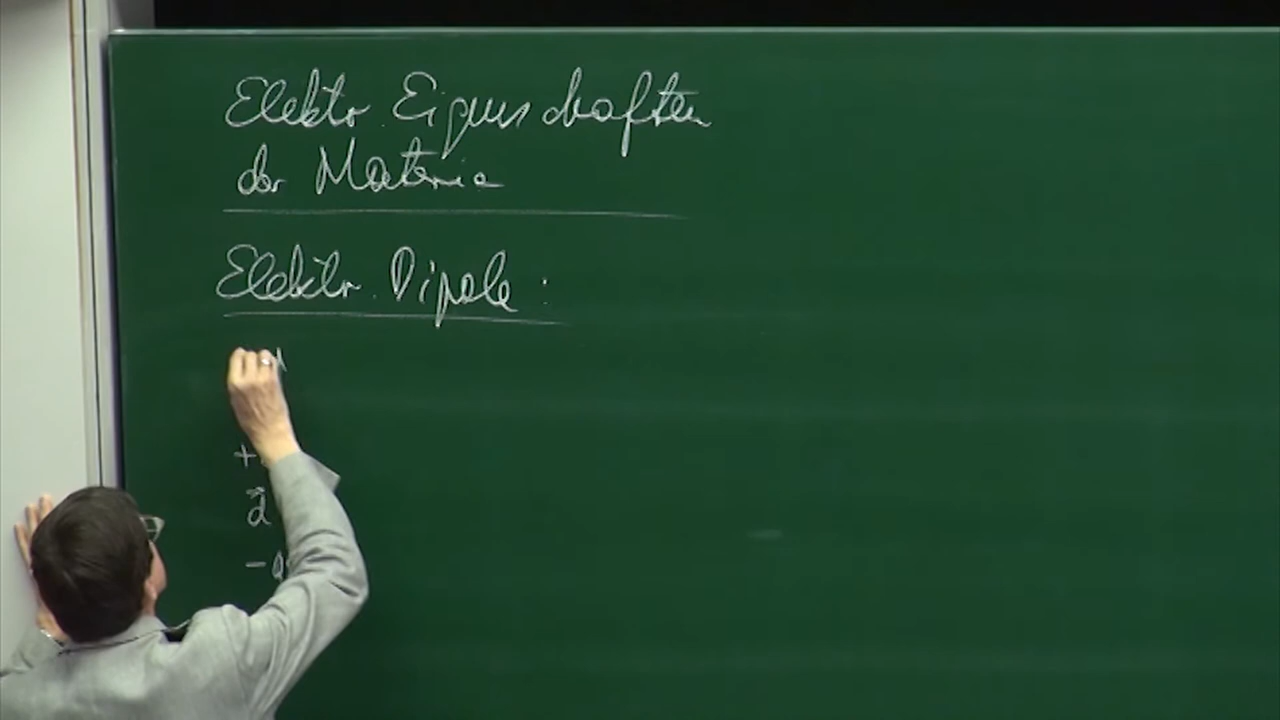 Elektr. Eigenschaften
der Materie
Elektr. Dipole:
+
d
-q